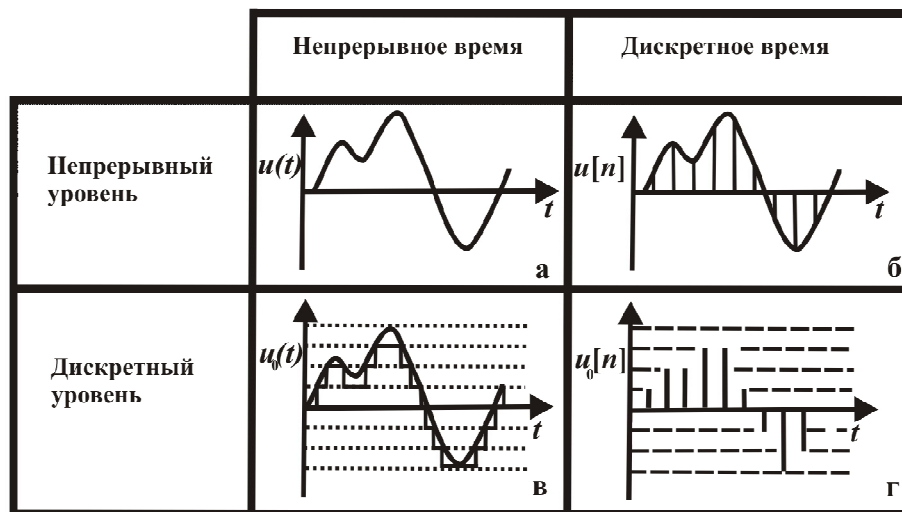 Непрерывное время
Дискретное время
Непрерывный
уровень
u(t)
t
а
u[n]
t
б
Дискретный
уровень
u₀(t)
t
в
u₀[n]
t
г